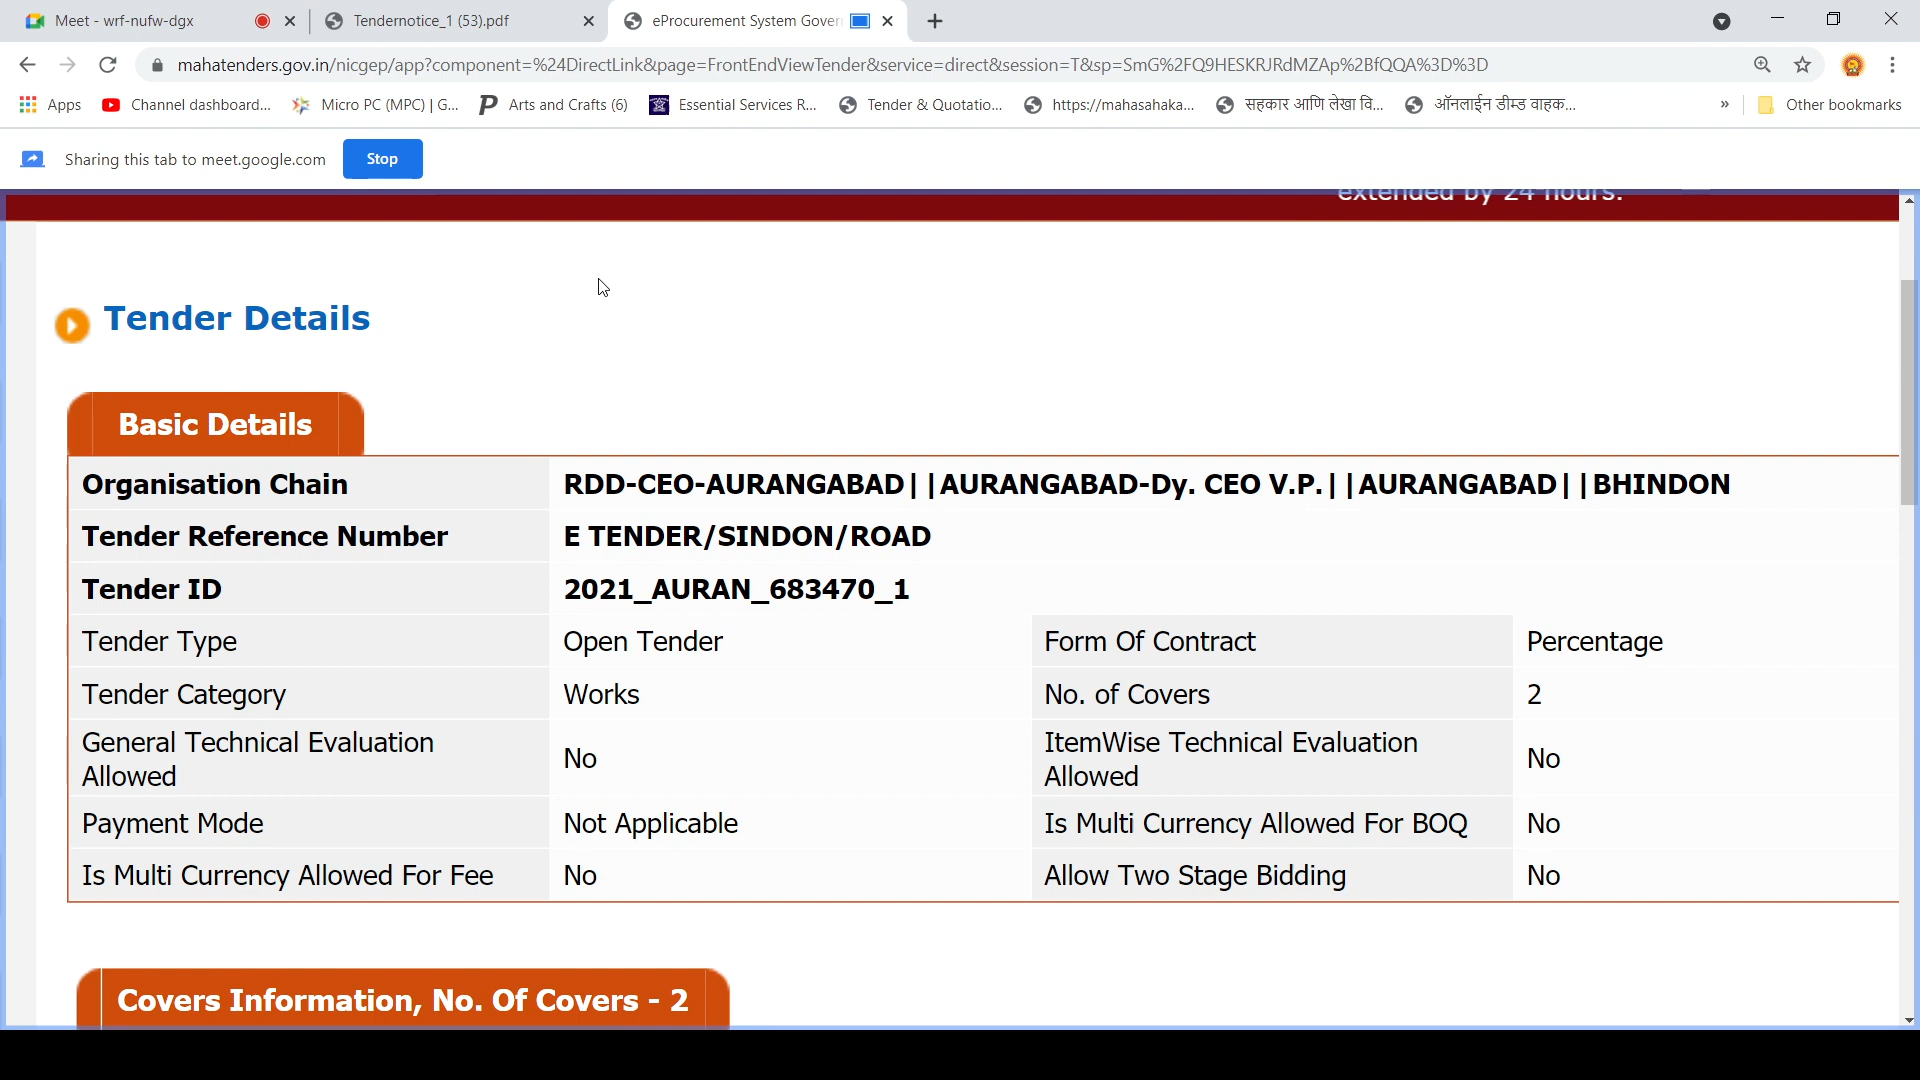 Meet - wrf-nufw-dgx
Tendernotice_1 (53).pdf
eProcurement System Gover
mahatenders.gov.in/nicgep/app?component=%24DirectLink&page=FrontEndViewTender&service=direct&session=T&sp=SmG%2FQ9HESKRJRdMZAp%2BfQQA%3D%3D
Apps
Channel dashboard...
Micro PC (MPC) | G...
Arts and Crafts (6)
Essential Services R...
Tender & Quotatio...
https://mahasahaka...
सहकार आणि लेखा वि...
ऑनलाईन डीम्ड वाहक...
»
Other bookmarks
Sharing this tab to meet.google.com
Stop
extended by 24 hours.
Tender Details
Basic Details
Organisation Chain RDD-CEO-AURANGABAD||AURANGABAD-Dy. CEO V.P.||AURANGABAD||BHINDON
Tender Reference Number E TENDER/SINDON/ROAD
Tender ID 2021_AURAN_683470_1
Tender Type Open Tender Form Of Contract Percentage
Tender Category Works No. of Covers 2
General Technical Evaluation Allowed No ItemWise Technical Evaluation Allowed No
Payment Mode Not Applicable Is Multi Currency Allowed For BOQ No
Is Multi Currency Allowed For Fee No Allow Two Stage Bidding No
Covers Information, No. Of Covers - 2